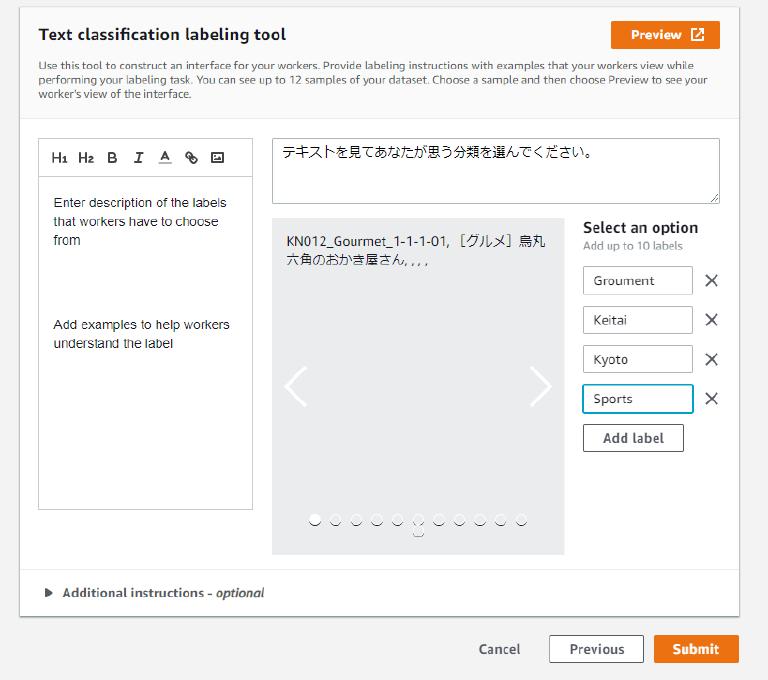 Text classification labeling tool
Preview
Use this tool to construct an interface for your workers. Provide labeling instructions with examples that your workers view while
performing your labeling task. You can see up to 12 samples of your dataset. Choose a sample and then choose Preview to see your
worker's view of the interface.
H1 H2 B I A
テキストを見てあなたが思う分類を選んでください。
Enter description of the labels
that workers have to choose
from
Add examples to help workers
understand the label
KN012_Gourmet_1-1-1-01, ［グルメ］烏丸
六角のおかき屋さん, , , ,
Select an option
Add up to 10 labels
Groument
Keitai
Kyoto
Sports
Add label
Additional instructions - optional
Cancel
Previous
Submit